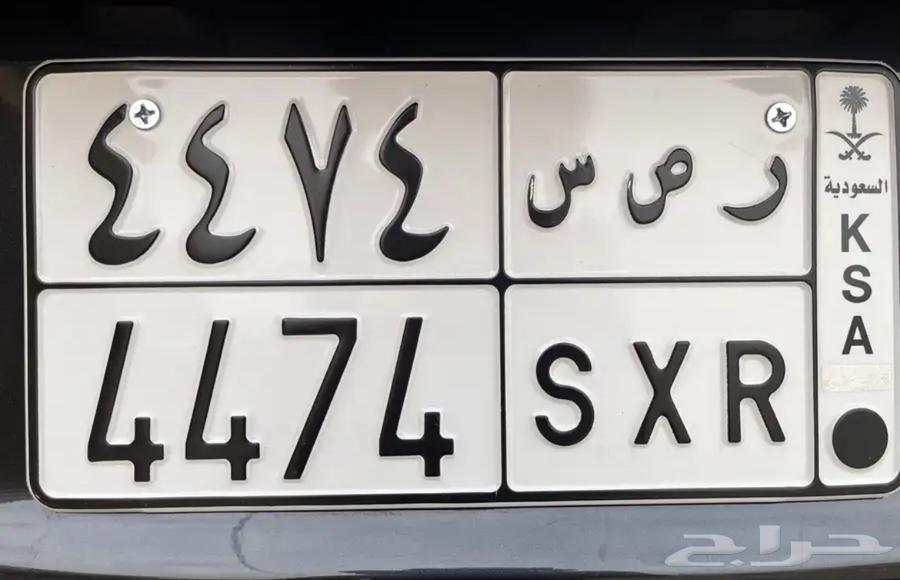 ٤٤٧٤ ر ص س
4474 SXR
السعودية
K
S
A
حراج